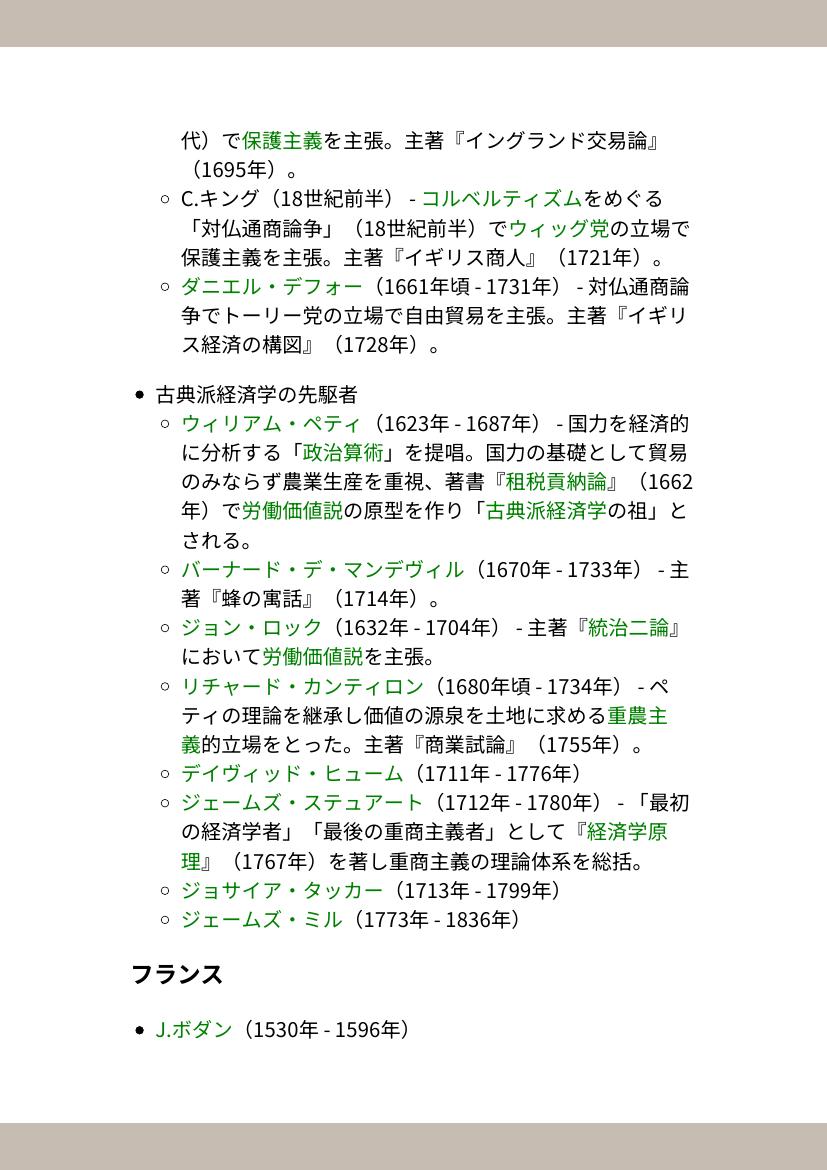 代）で保護主義を主張。主著『イングランド交易論』
（1695年）。
C.キング（18世紀前半） - コルベルティズムをめぐる
「対仏通商論争」（18世紀前半）でウィッグ党の立場で
保護主義を主張。主著『イギリス商人』（1721年）。
ダニエル・デフォー（1661年頃 - 1731年） - 対仏通商論
争でトーリー党の立場で自由貿易を主張。主著『イギリ
ス経済の構図』（1728年）。
古典派経済学の先駆者
ウィリアム・ペティ（1623年 - 1687年） - 国力を経済的
に分析する「政治算術」を提唱。国力の基礎として貿易
のみならず農業生産を重視、著書『租税貢納論』（1662
年）で労働価値説の原型を作り「古典派経済学の祖」と
される。
バーナード・デ・マンデヴィル（1670年 - 1733年） - 主
著『蜂の寓話』（1714年）。
ジョン・ロック（1632年 - 1704年） - 主著『統治二論』
において労働価値説を主張。
リチャード・カンティロン（1680年頃 - 1734年） - ペ
ティの理論を継承し価値の源泉を土地に求める重農主
義的立場をとった。主著『商業試論』（1755年）。
デイヴィッド・ヒューム（1711年 - 1776年）
ジェームズ・ステュアート（1712年 - 1780年） - 「最初
の経済学者」「最後の重商主義者」として『経済学原
理』（1767年）を著し重商主義の理論体系を総括。
ジョサイア・タッカー（1713年 - 1799年）
ジェームズ・ミル（1773年 - 1836年）
フランス
J.ボダン（1530年 - 1596年）